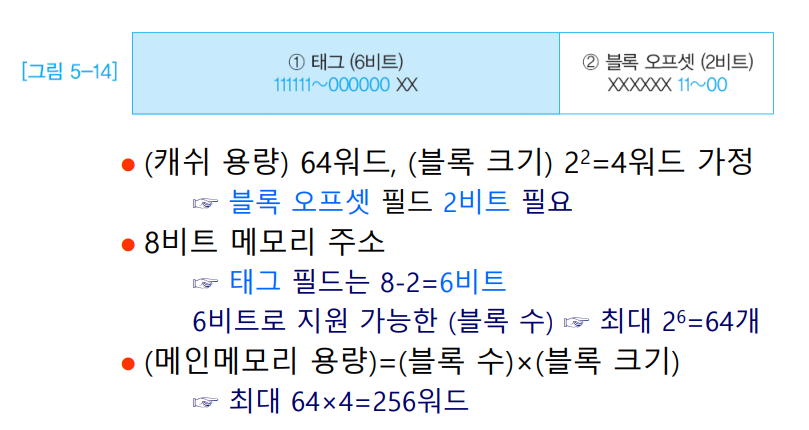 [그림 5-14]
① 태그 (6비트)
111111~000000 XX
② 블록 오프셋 (2비트)
XXXXXX 11~00
● (캐쉬 용량) 64워드, (블록 크기) 2²=4워드 가정
☞ 블록 오프셋 필드 2비트 필요
● 8비트 메모리 주소
☞ 태그 필드는 8-2=6비트
6비트로 지원 가능한 (블록 수) ☞ 최대 2⁶=64개
● (메인메모리 용량)=(블록 수)×(블록 크기)
☞ 최대 64×4=256워드